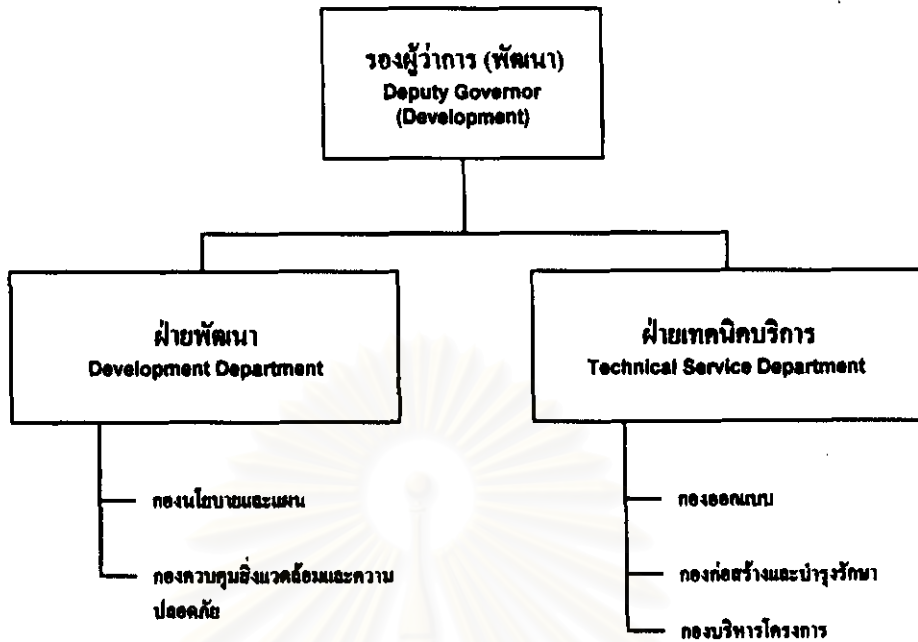 รองผู้ว่าการ (พัฒนา)
Deputy Governor
(Development)
ฝ่ายพัฒนา
Development Department
กองนโยบายและแผน
กองควบคุมสิ่งแวดล้อมและความ
ปลอดภัย
ฝ่ายเทคนิคบริการ
Technical Service Department
กองออกแบบ
กองก่อสร้างและบำรุงรักษา
กองบริหารโครงการ